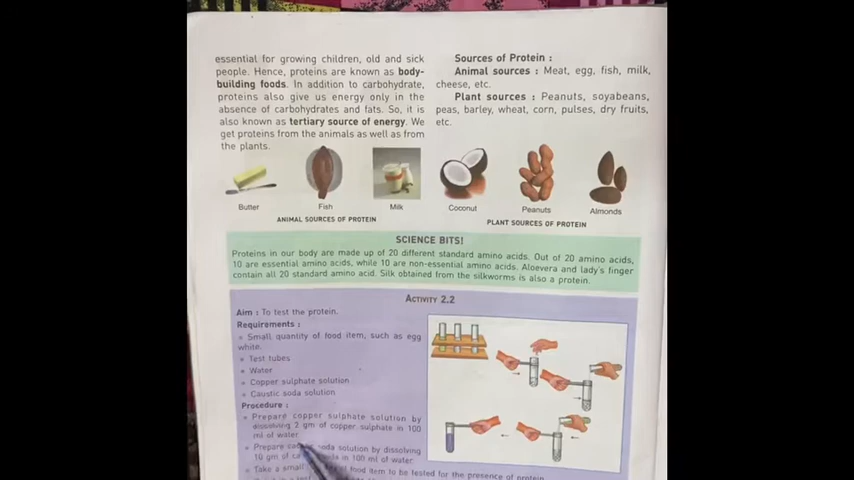 essential for growing children, old and sick
people. Hence, proteins are known as body-
building foods. In addition to carbohydrate,
proteins also give us energy only in the
absence of carbohydrates and fats. So, it is
also known as tertiary source of energy. We
get proteins from the animals as well as from
the plants.
Sources of Protein :
Animal sources : Meat, egg, fish, milk,
cheese, etc.
Plant sources : Peanuts, soyabeans,
peas, barley, wheat, corn, pulses, dry fruits,
etc.
Butter
Fish
Milk
Coconut
Peanuts
Almonds
ANIMAL SOURCES OF PROTEIN
PLANT SOURCES OF PROTEIN
SCIENCE BITS!
Proteins in our body are made up of 20 different standard amino acids. Out of 20 amino acids,
10 are essential amino acids, while 10 are non-essential amino acids. Aloevera and lady's finger
contain all 20 standard amino acid. Silk obtained from the silkworms is also a protein.
ACTIVITY 2.2
Aim : To test the protein.
Requirements :
Small quantity of food item, such as egg
white.
Test tubes
Water
Copper sulphate solution
Caustic soda solution
Procedure :
Prepare copper sulphate solution by
dissolving 2 gm of copper sulphate in 100
ml of water.
Prepare soda solution by dissolving
10 gm of in 100 ml of water.
Take a small food item to be tested for the presence of protein.